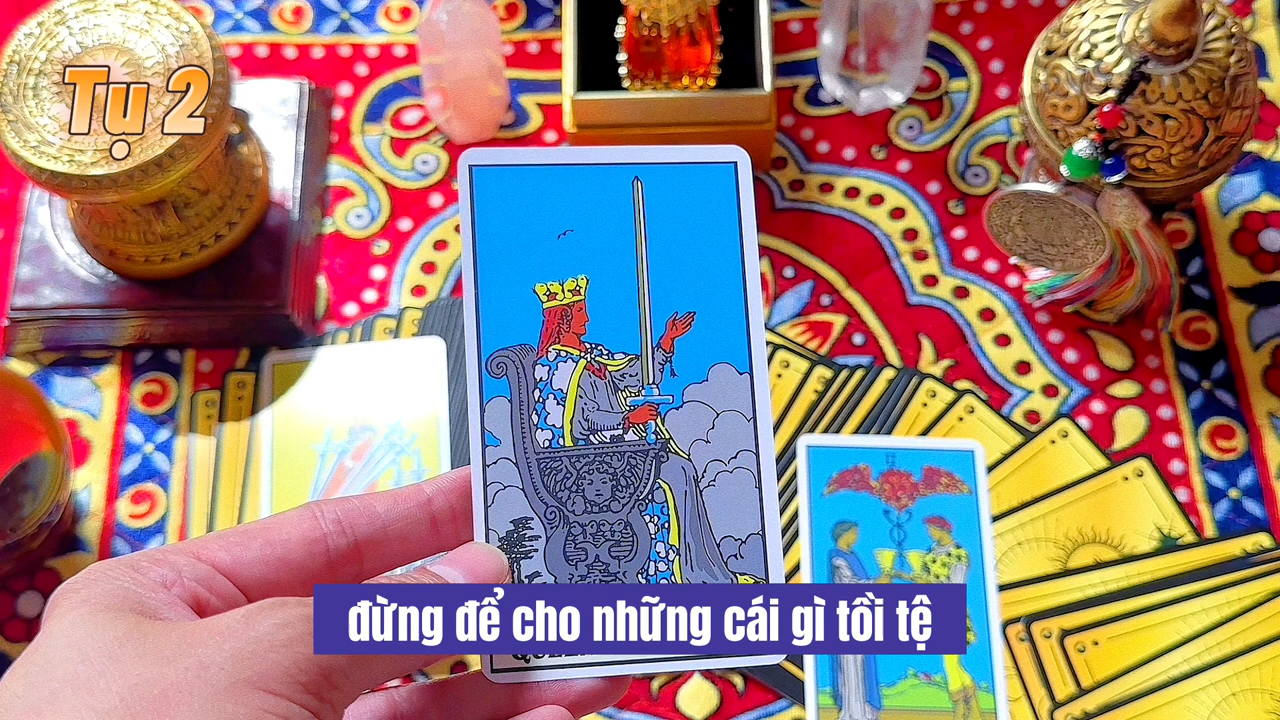 Tụ 2
đừng để cho những cái gì tồi tệ